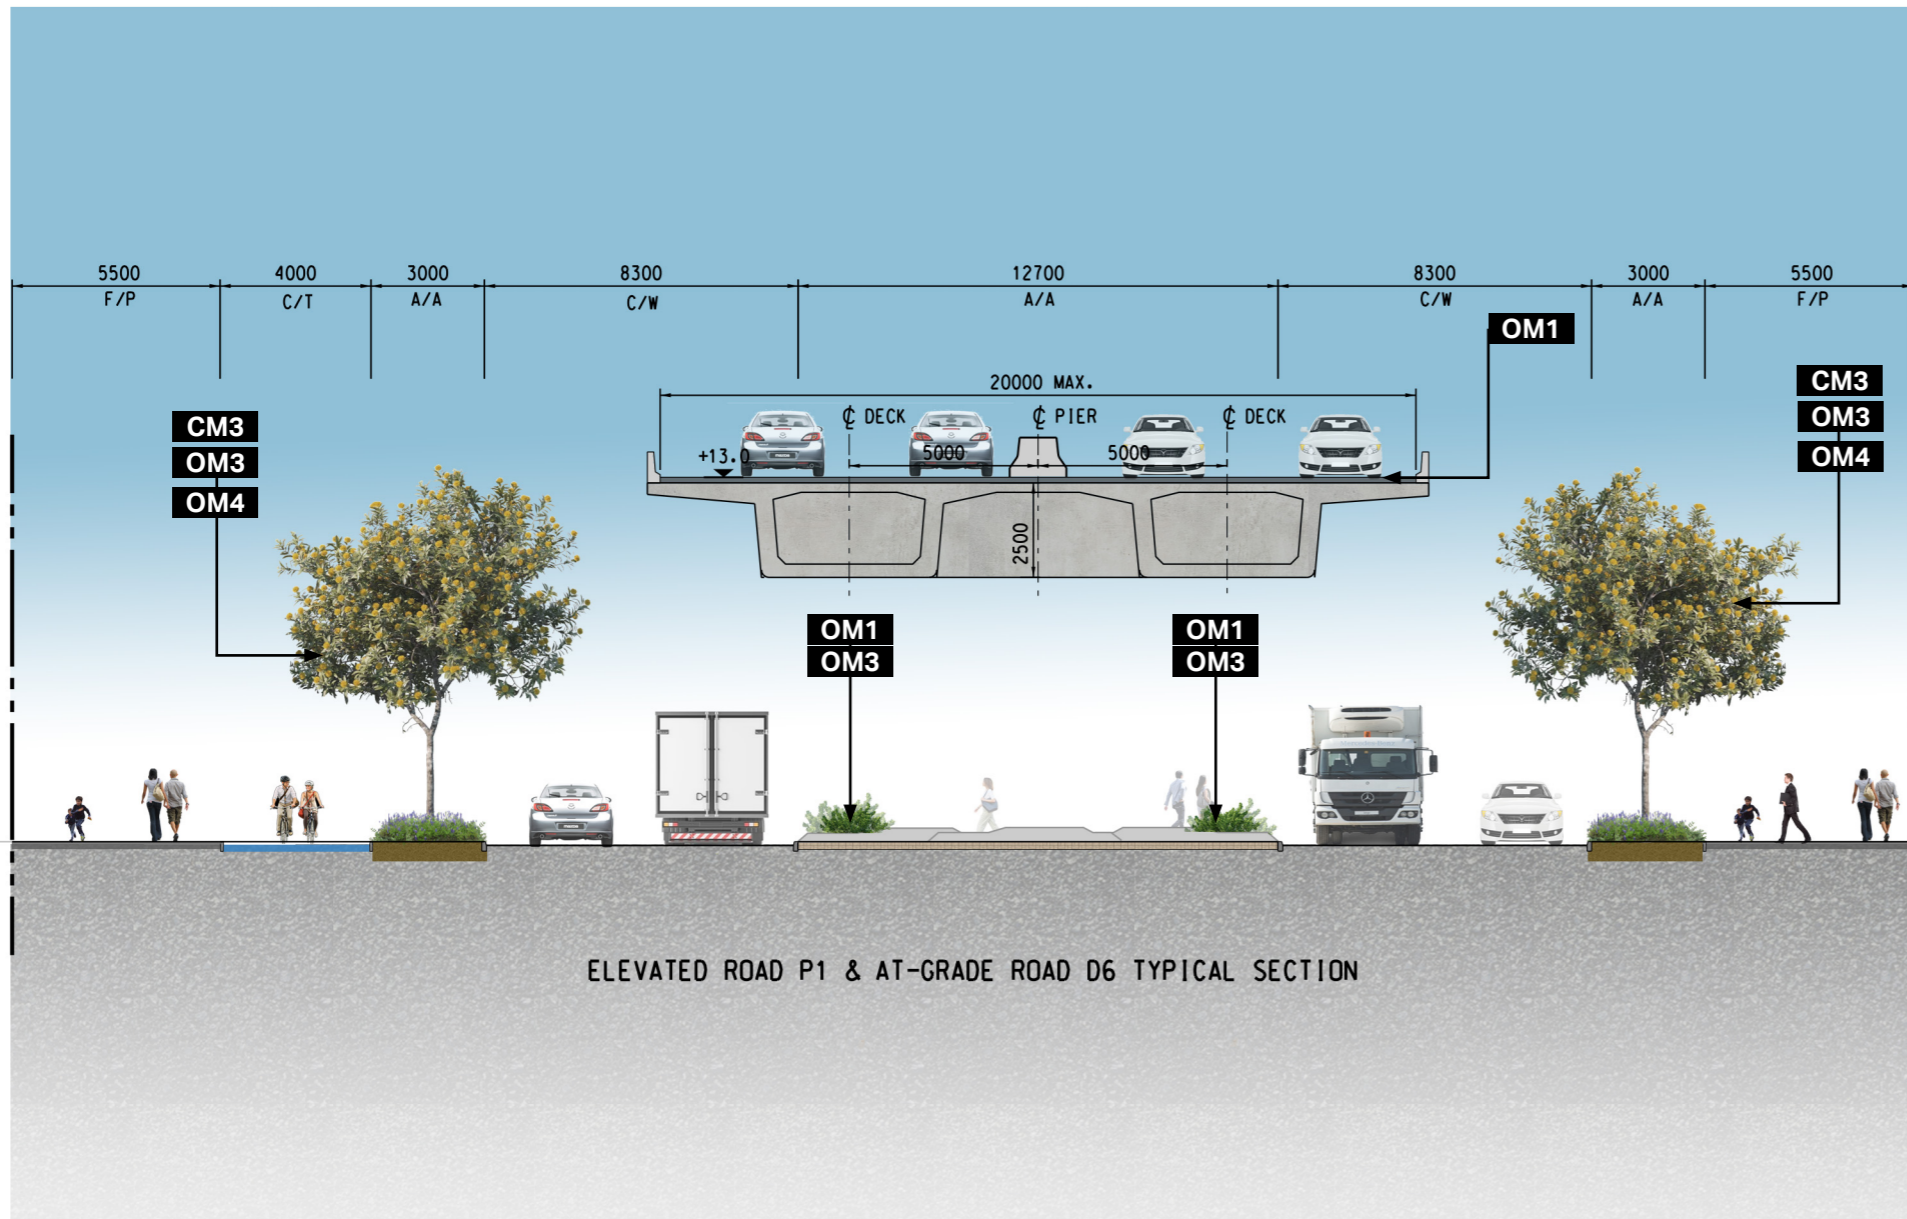 5500 4000 3000 8300 12700 8300 3000 5500
F/P C/T A/A C/W A/A C/W A/A F/P
OM1
20000 MAX.
CM3
OM3
OM4
CM3
OM3
OM4
℄ DECK ℄ PIER ℄ DECK
+13.0 5000 5000
2500
OM1
OM3
OM1
OM3
ELEVATED ROAD P1 & AT-GRADE ROAD D6 TYPICAL SECTION